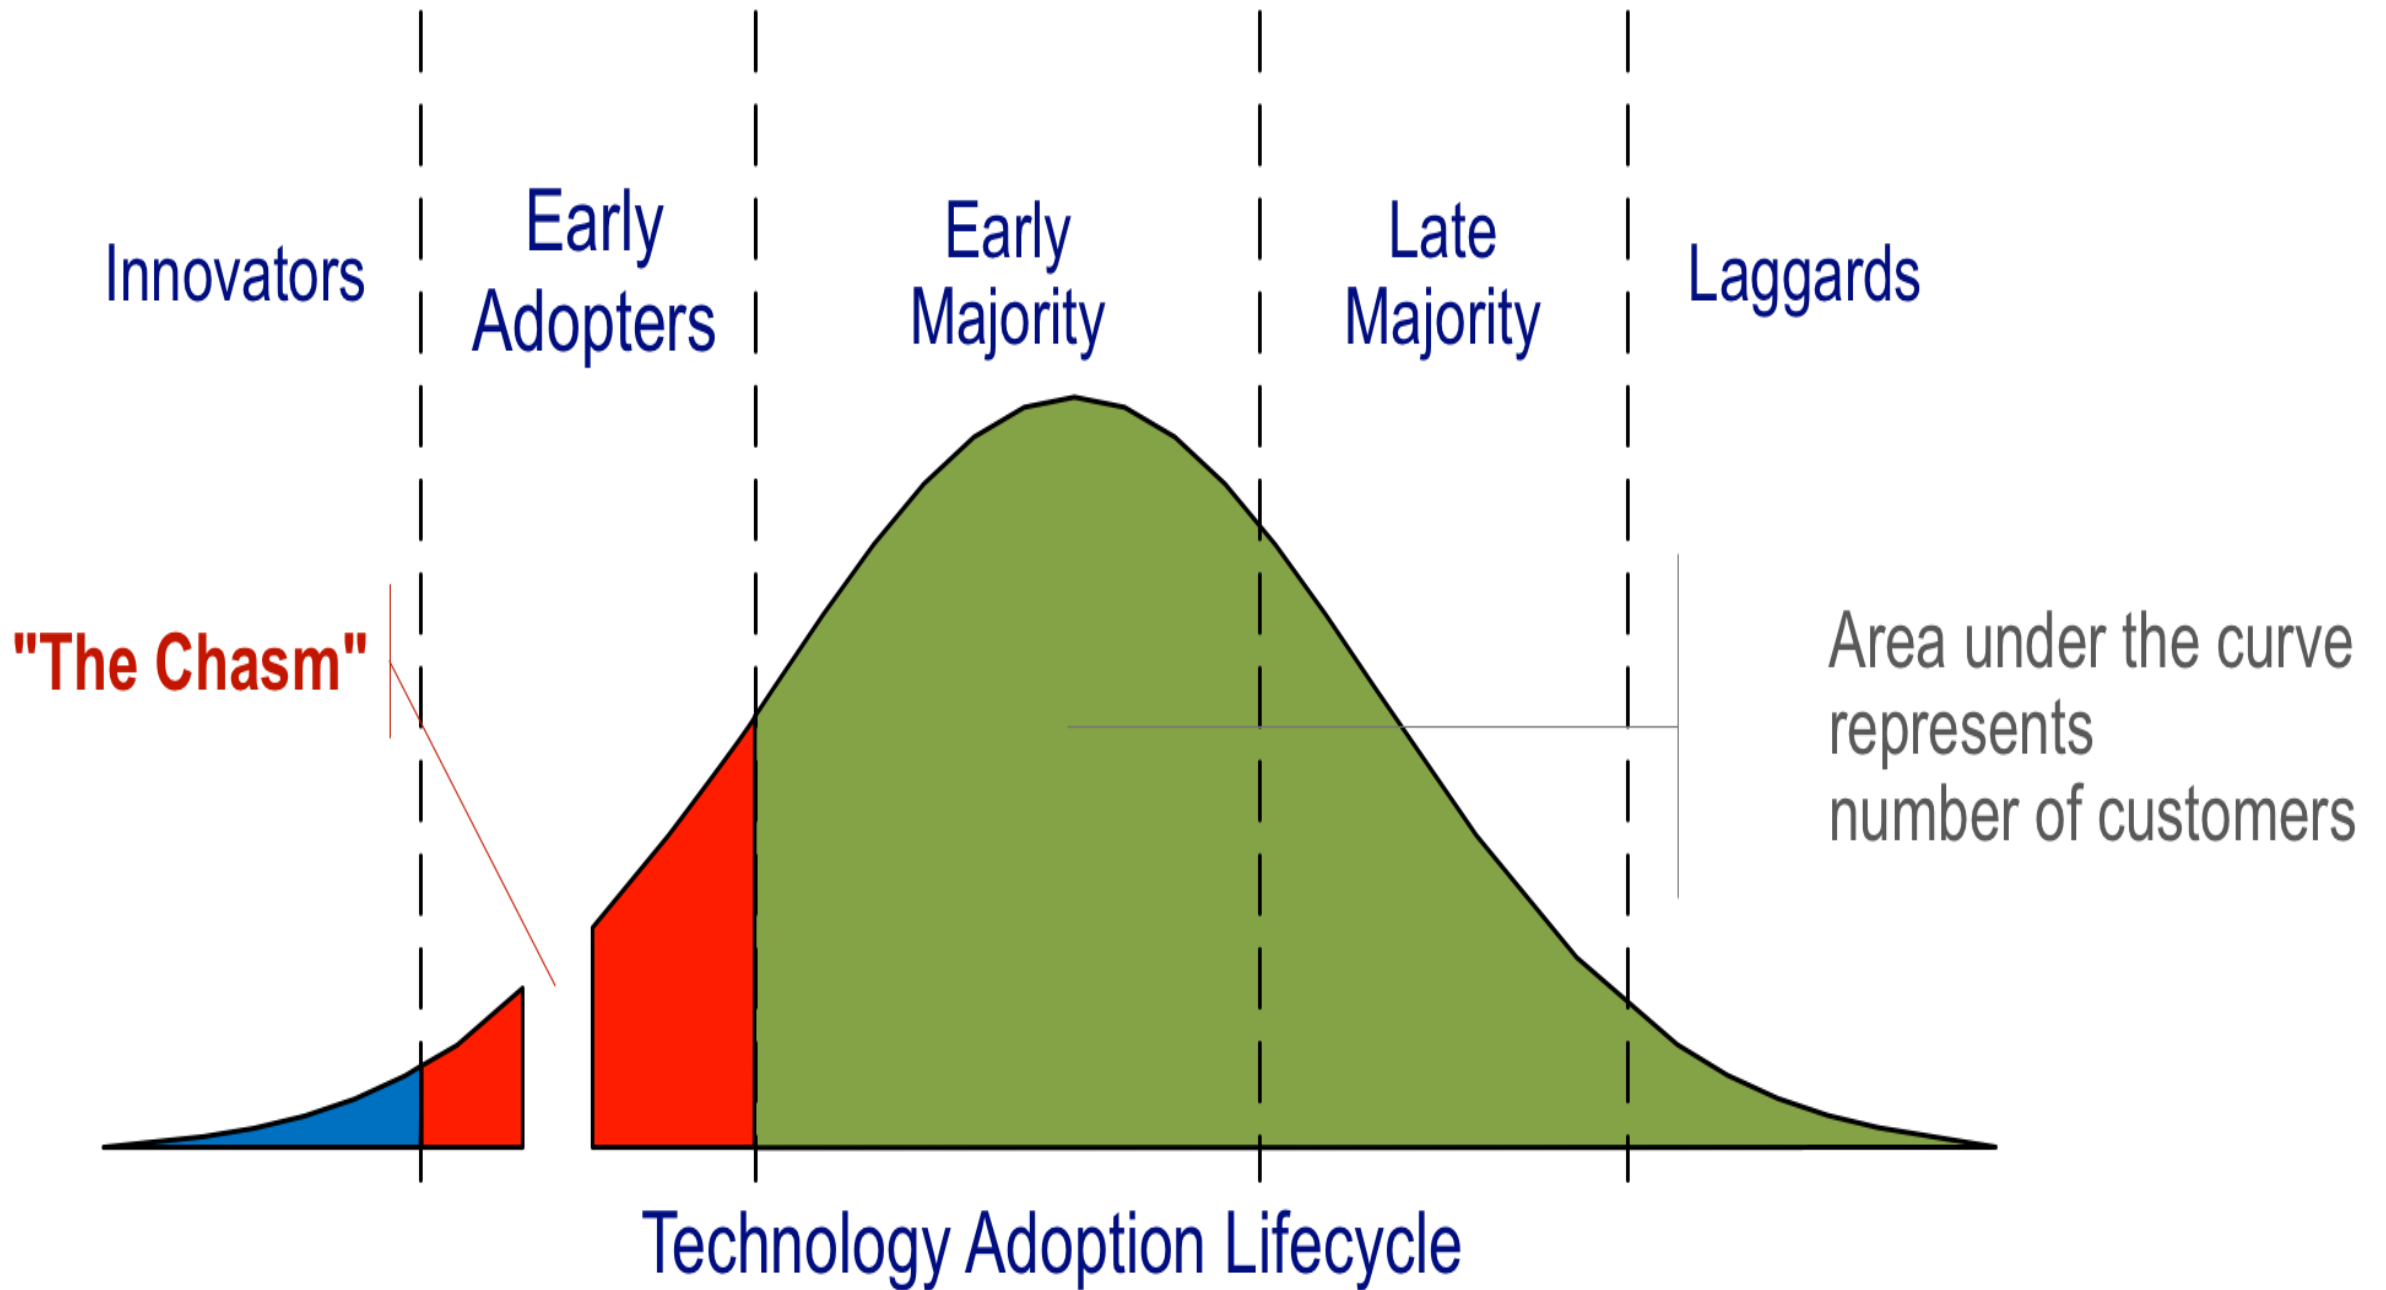 Innovators
Early
Adopters
Early
Majority
Late
Majority
Laggards
"The Chasm"
Area under the curve
represents
number of customers
Technology Adoption Lifecycle